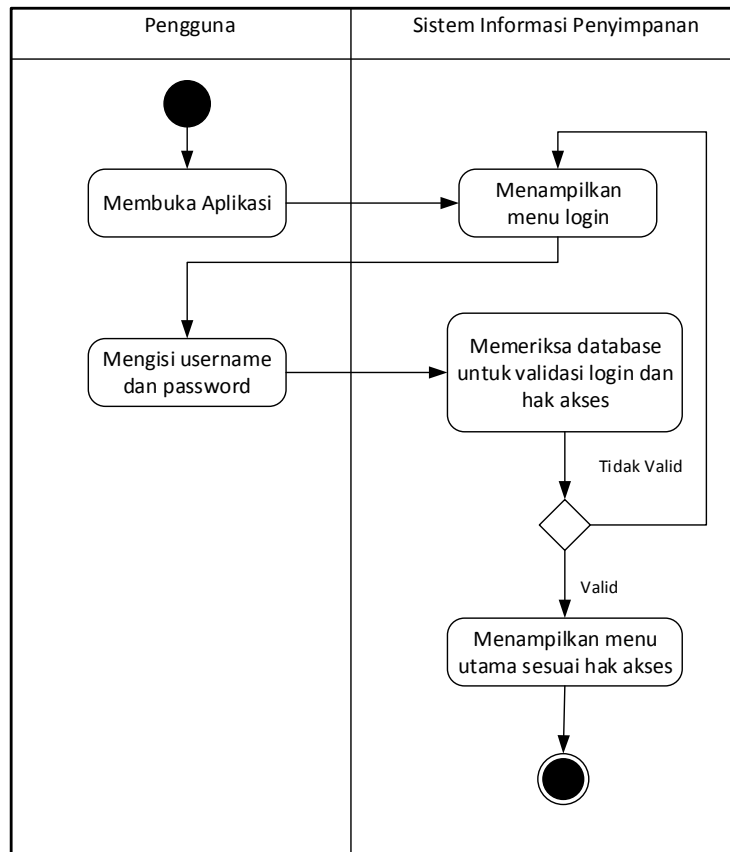 Pengguna
Sistem Informasi Penyimpanan
Membuka Aplikasi
Menampilkan
menu login
Mengisi username
dan password
Memeriksa database
untuk validasi login dan
hak akses
Tidak Valid
Valid
Menampilkan menu
utama sesuai hak akses